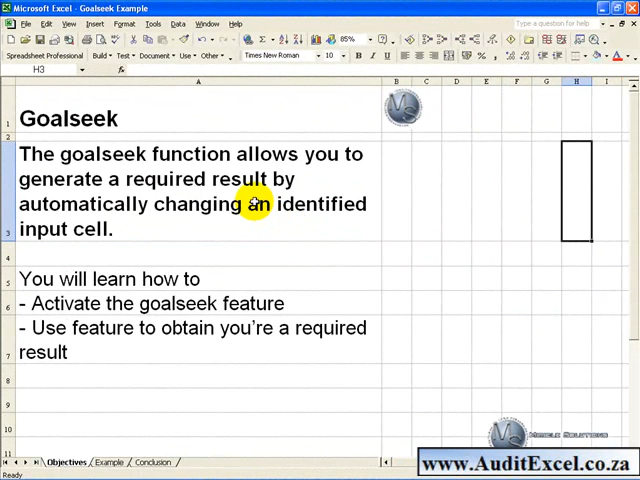 Microsoft Excel - Goalseek Example
File Edit View Insert Format Tools Data Window Help
Type a question for help
85%
Times New Roman 10
Spreadsheet Professional Build Test Document Use Other
H3 fx
A B C D E F G H I
1 Goalseek
2
The goalseek function allows you to
generate a required result by
automatically changing an identified
3 input cell.
4
5 You will learn how to
6 - Activate the goalseek feature
- Use feature to obtain you're a required
7 result
8
9
10
11
Objectives Example Conclusion
www.AuditExcel.co.za
Ready